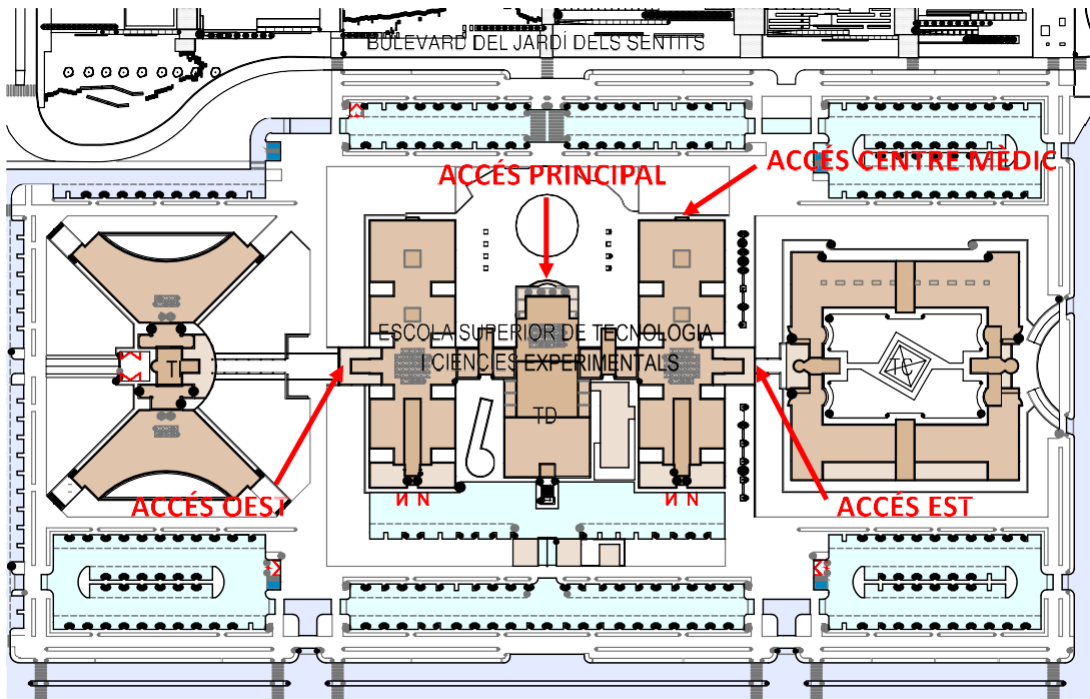 BULEVARD DEL JARDÍ DELS SENTITS
ACCÉS CENTRE MÈDIC
ACCÉS PRINCIPAL
ESCOLA SUPERIOR DE TECNOLOGIA
I CIENCIES EXPERIMENTALS
TI
TC
TD
ACCÉS OEST
N N
N N
ACCÉS EST